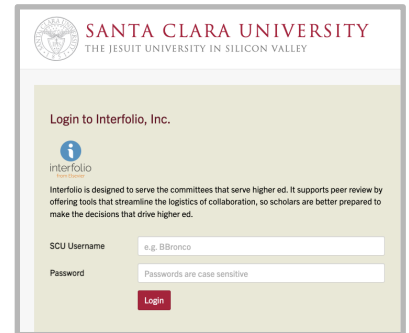 SANTA CLARA UNIVERSITY
THE JESUIT UNIVERSITY IN SILICON VALLEY
Login to Interfolio, Inc.
interfolio
from Elsevier
Interfolio is designed to serve the committees that serve higher ed. It supports peer review by
offering tools that streamline the logistics of collaboration, so scholars are better prepared to
make the decisions that drive higher ed.
SCU Username
e.g. BBronco
Password
Passwords are case sensitive
Login